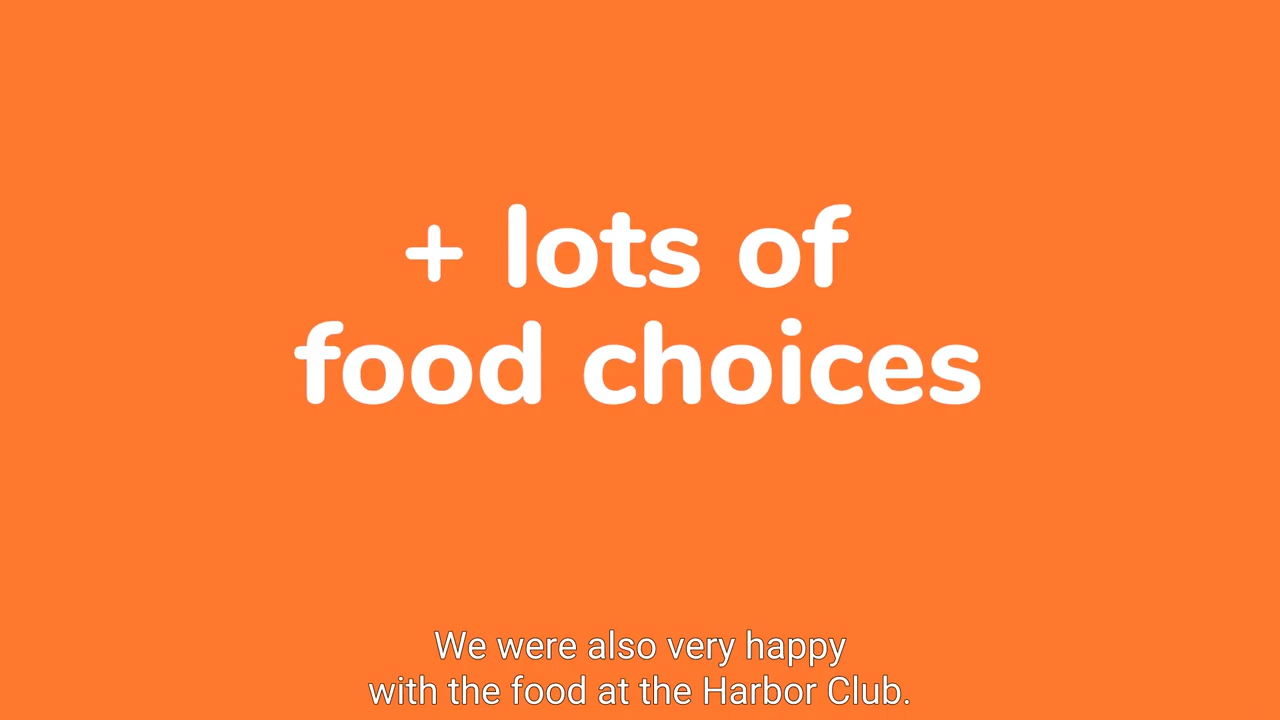 + lots of
food choices
We were also very happy
with the food at the Harbor Club.